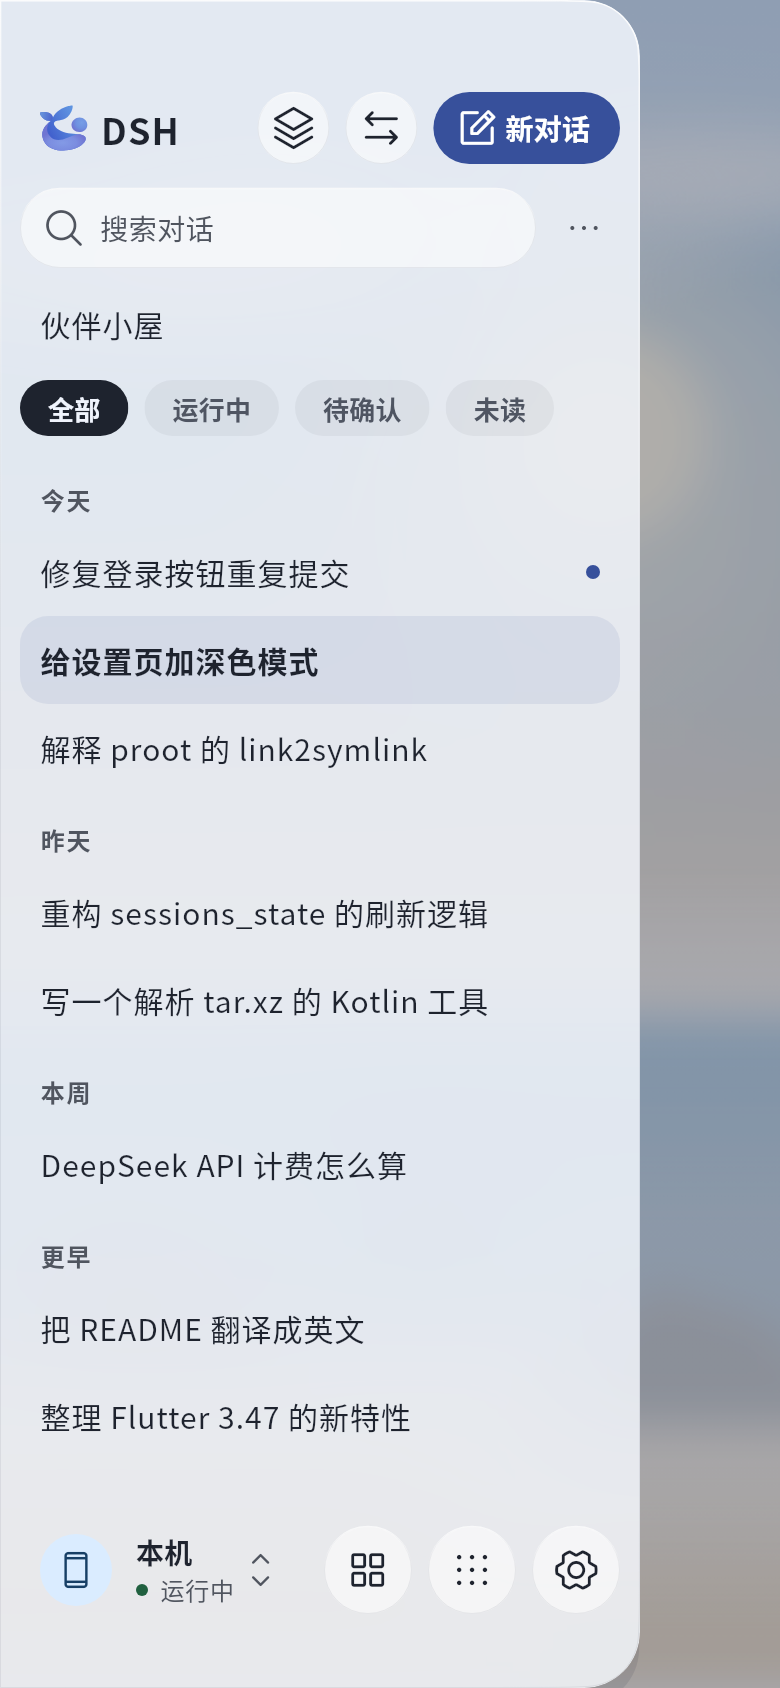 DSH
新对话
搜索对话
伙伴小屋
全部
运行中
待确认
未读
今天
修复登录按钮重复提交
给设置页加深色模式
解释 proot 的 link2symlink
昨天
重构 sessions_state 的刷新逻辑
写一个解析 tar.xz 的 Kotlin 工具
本周
DeepSeek API 计费怎么算
更早
把 README 翻译成英文
整理 Flutter 3.47 的新特性
本机
运行中